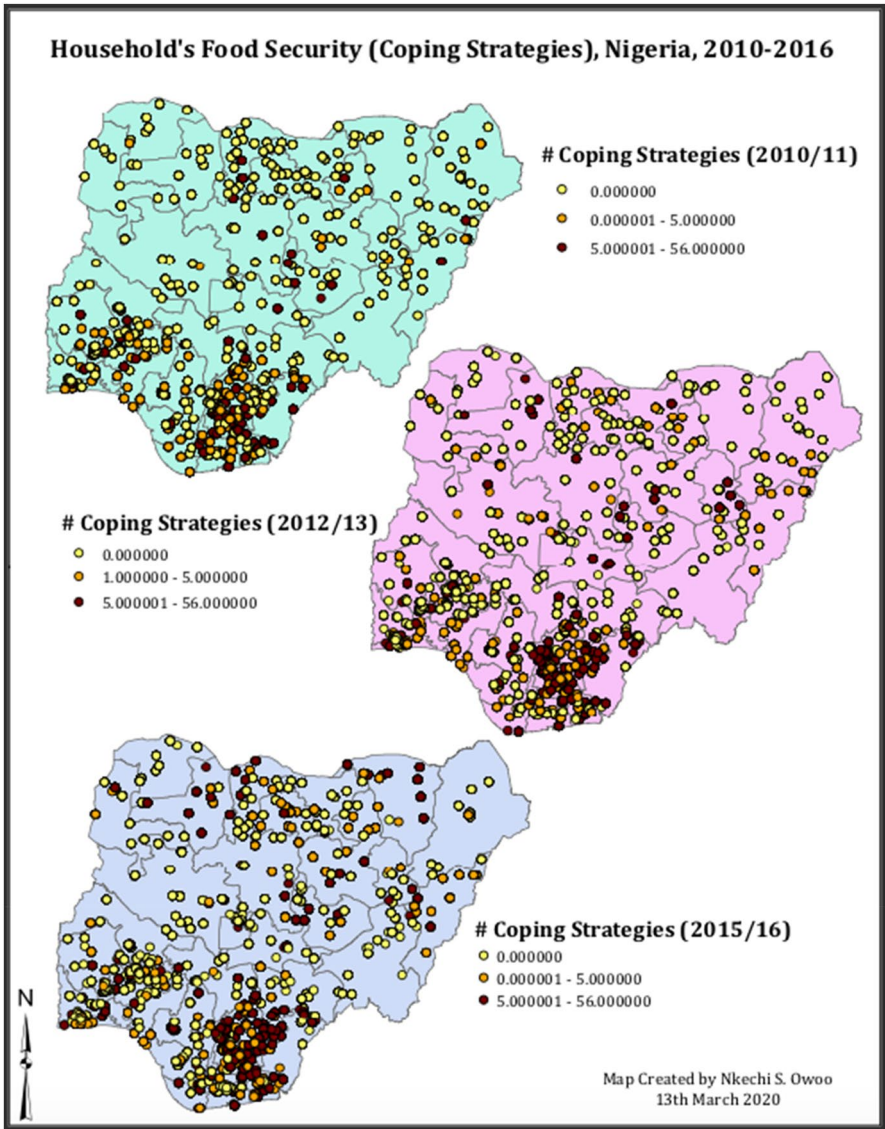 Household's Food Security (Coping Strategies), Nigeria, 2010-2016
# Coping Strategies (2010/11)
0.000000
0.000001 - 5.000000
5.000001 - 56.000000
# Coping Strategies (2012/13)
0.000000
1.000000 - 5.000000
5.000001 - 56.000000
# Coping Strategies (2015/16)
0.000000
0.000001 - 5.000000
5.000001 - 56.000000
N
Map Created by Nkechi S. Owoo
13th March 2020